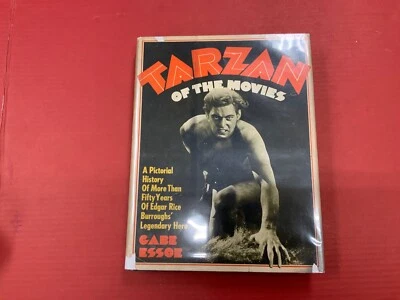 TARZAN
OF THE MOVIES
A Pictorial
History
Of More Than
Fifty Years
Of Edgar Rice
Burroughs'
Legendary Hero
GABE
ESSOE